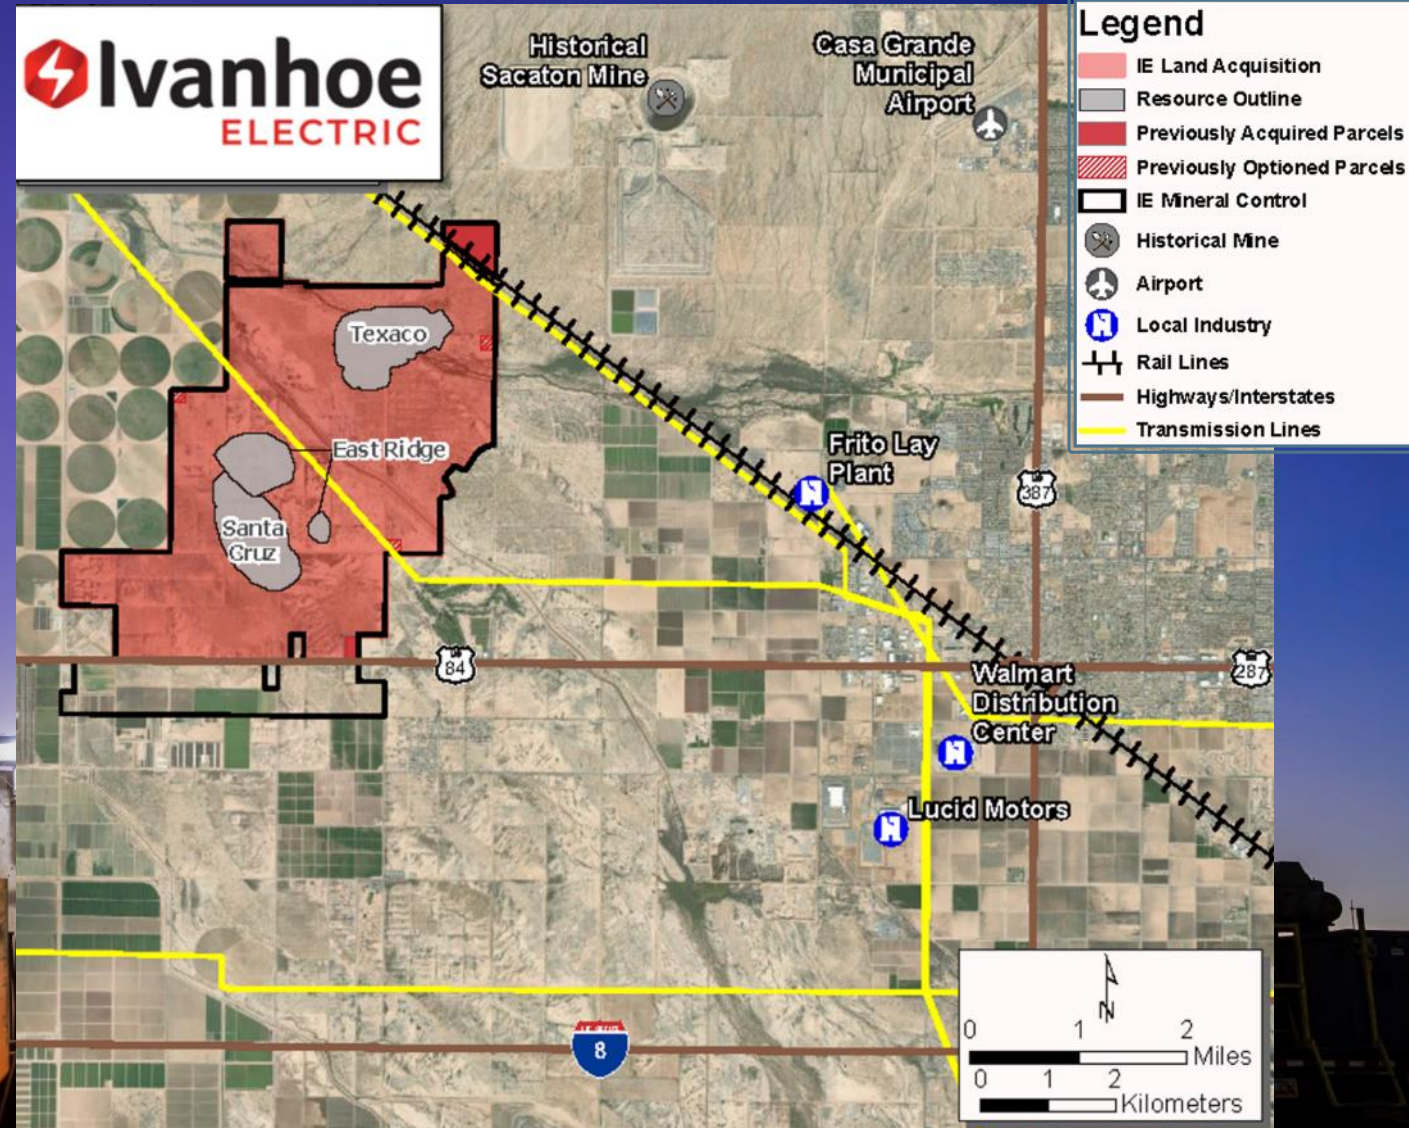 Ivanhoe
ELECTRIC
Historical
Sacaton Mine
Casa Grande
Municipal
Airport
Legend
IE Land Acquisition
Resource Outline
Previously Acquired Parcels
Previously Optioned Parcels
IE Mineral Control
Historical Mine
Airport
Local Industry
Rail Lines
Highways/Interstates
Transmission Lines
Texaco
East Ridge
Santa
Cruz
Frito Lay
Plant
387
84
287
Walmart
Distribution
Center
Lucid Motors
8
N
0 1 2
Miles
0 1 2
Kilometers